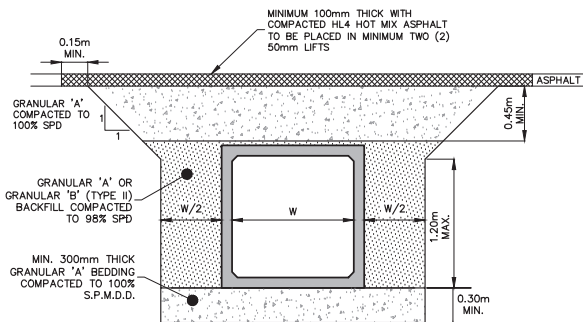 MINIMUM 100mm THICK WITH
COMPACTED HL4 HOT MIX ASPHALT
TO BE PLACED IN MINIMUM TWO (2)
50mm LIFTS
0.15m
MIN.
ASPHALT
GRANULAR 'A'
COMPACTED TO
100% SPD
1
1
0.45m
MIN.
GRANULAR 'A' OR
GRANULAR 'B' (TYPE II)
BACKFILL COMPACTED
TO 98% SPD
W/2
W
W/2
1.20m
MAX.
MIN. 300mm THICK
GRANULAR 'A' BEDDING
COMPACTED TO 100%
S.P.M.D.D.
0.30m
MIN.